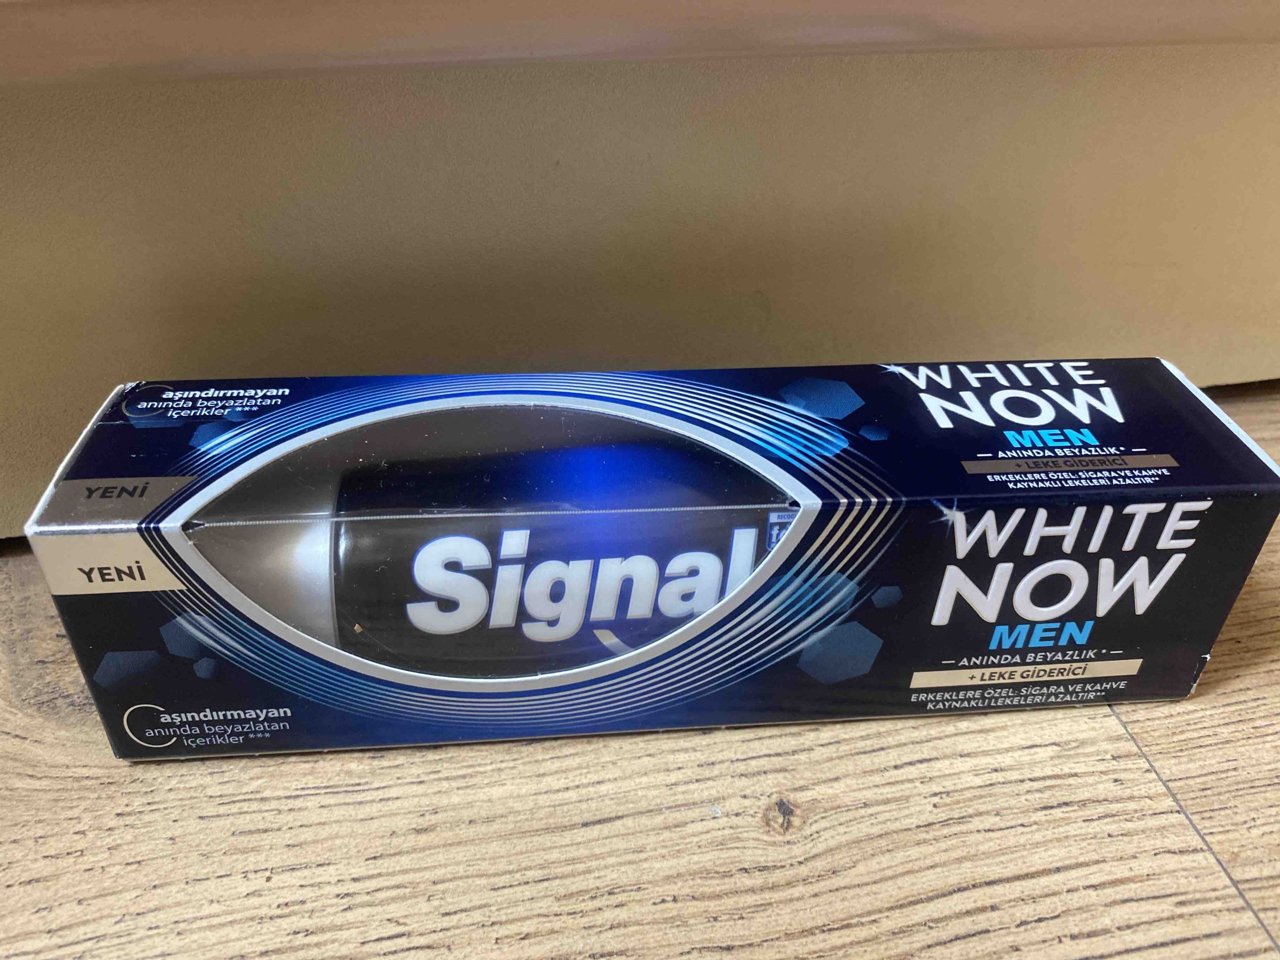 aşındırmayan
anında beyazlatan
içerikler ***
YENİ
WHITE
NOW
MEN
ANINDA BEYAZLIK *
+ LEKE GİDERİCİ
ERKEKLERE ÖZEL: SİGARA VE KAHVE
KAYNAKLI LEKELERİ AZALTIR**
YENİ
Signal
WHITE
NOW
MEN
ANINDA BEYAZLIK *
+ LEKE GİDERİCİ
ERKEKLERE ÖZEL: SİGARA VE KAHVE
KAYNAKLI LEKELERİ AZALTIR**
aşındırmayan
anında beyazlatan
içerikler ***